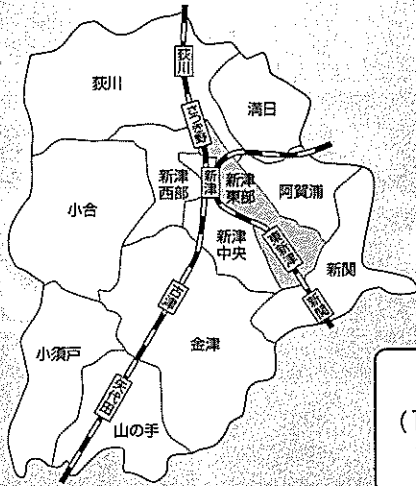 荻川
荻川
満日
さつき野
新津
西部
新津
新津
東部
阿賀浦
小合
新津
中央
東新津
新関
新関
古津
金津
小須戸
矢代田
山の手
(T